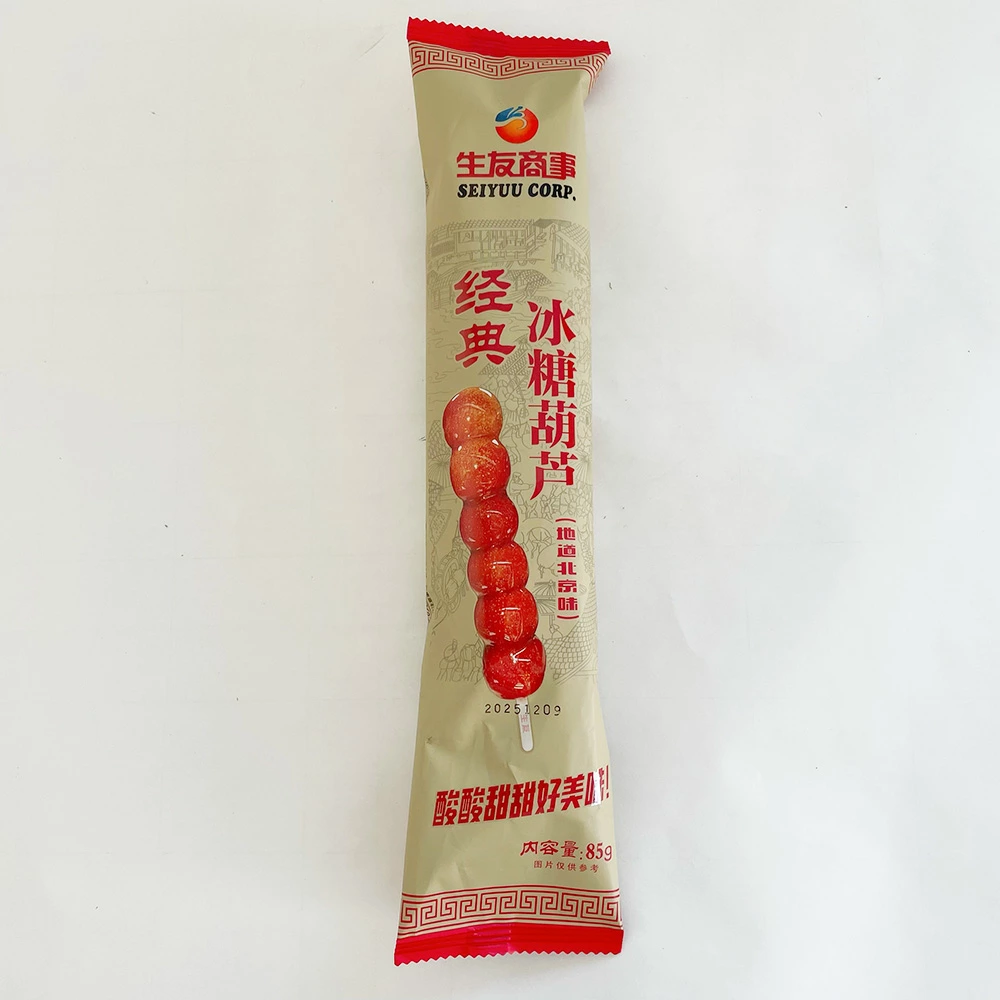 生友商事
SEIYUU CORP.
经典
冰糖葫芦
(地道北京味)
20251209
酸酸甜甜好美味!
内容量:85g
图片仅供参考